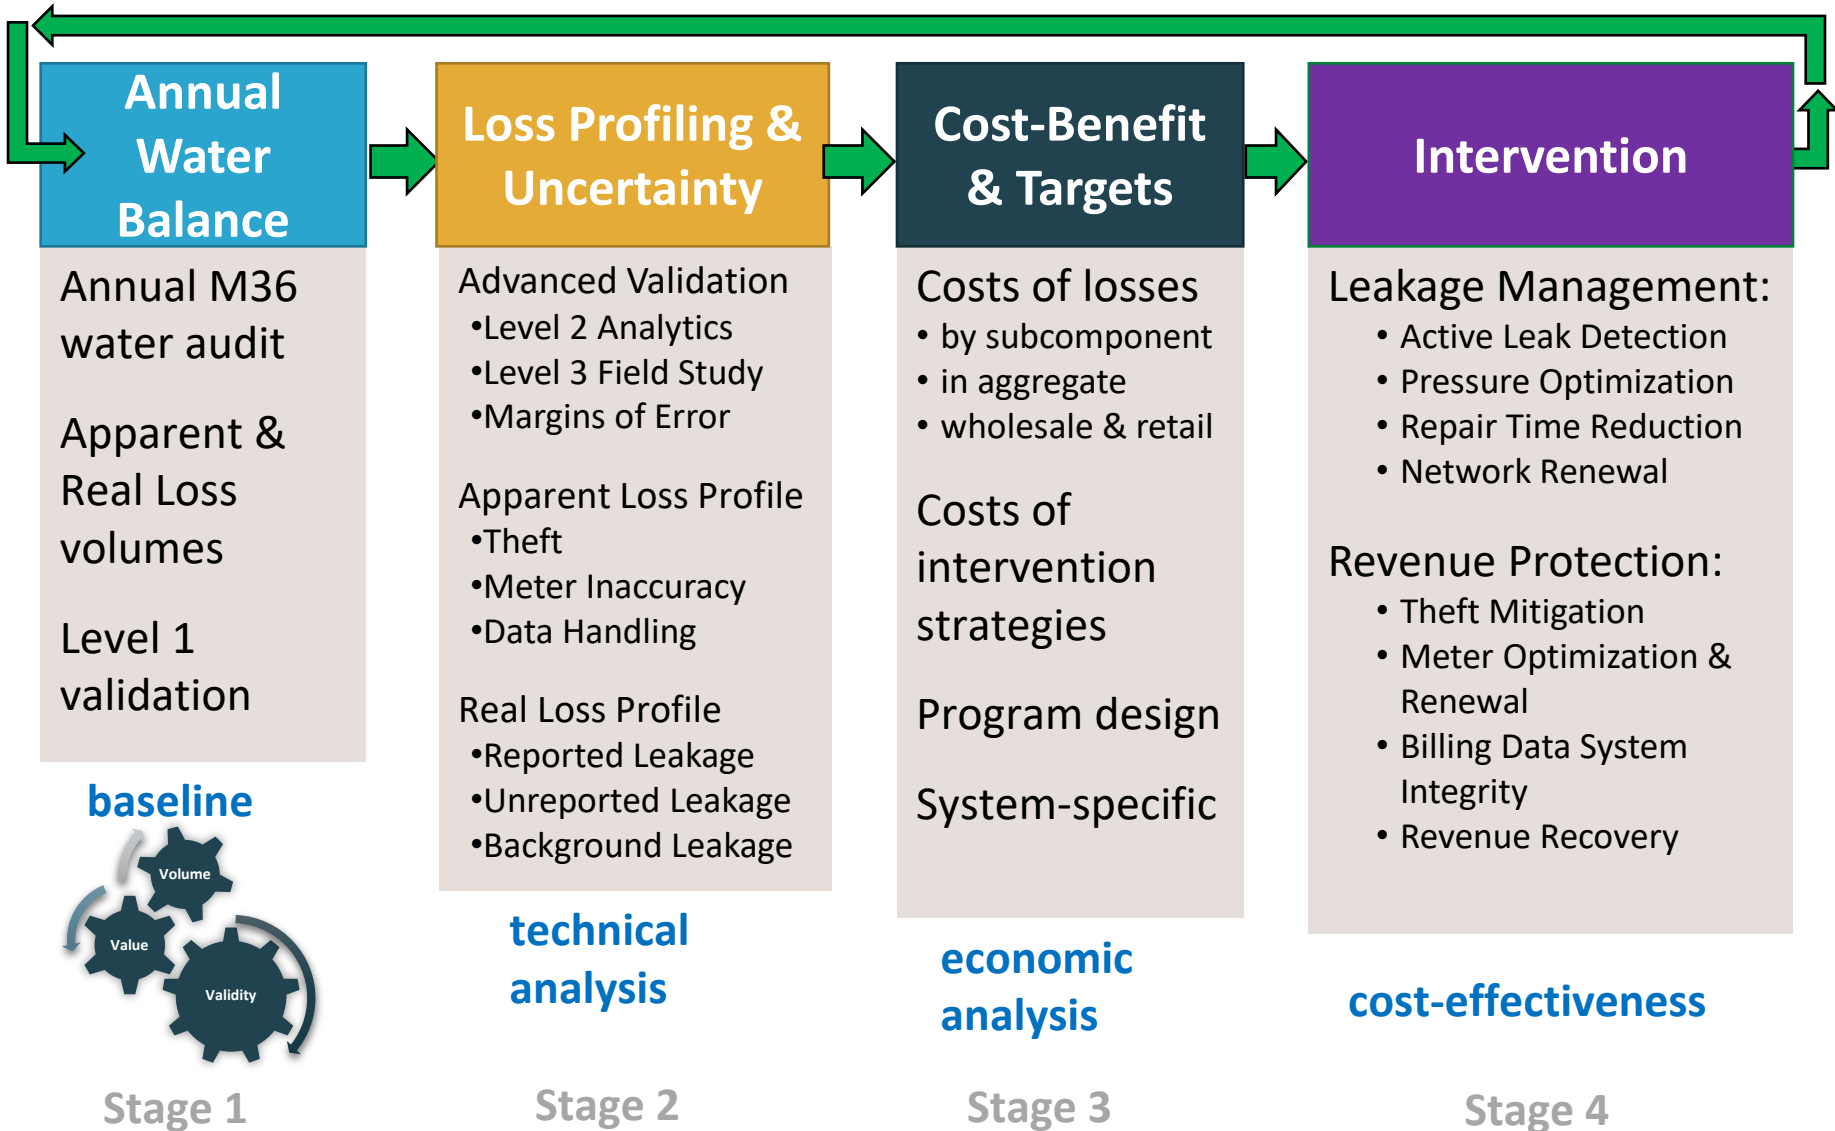 Annual
Water
Balance
Annual M36
water audit
Apparent &
Real Loss
volumes
Level 1
validation
baseline
Volume
Value
Validity
Stage 1
Loss Profiling &
Uncertainty
Advanced Validation
•Level 2 Analytics
•Level 3 Field Study
•Margins of Error
Apparent Loss Profile
•Theft
•Meter Inaccuracy
•Data Handling
Real Loss Profile
•Reported Leakage
•Unreported Leakage
•Background Leakage
technical
analysis
Stage 2
Cost-Benefit
& Targets
Costs of losses
• by subcomponent
• in aggregate
• wholesale & retail
Costs of
intervention
strategies
Program design
System-specific
economic
analysis
Stage 3
Intervention
Leakage Management:
• Active Leak Detection
• Pressure Optimization
• Repair Time Reduction
• Network Renewal
Revenue Protection:
• Theft Mitigation
• Meter Optimization &
Renewal
• Billing Data System
Integrity
• Revenue Recovery
cost-effectiveness
Stage 4